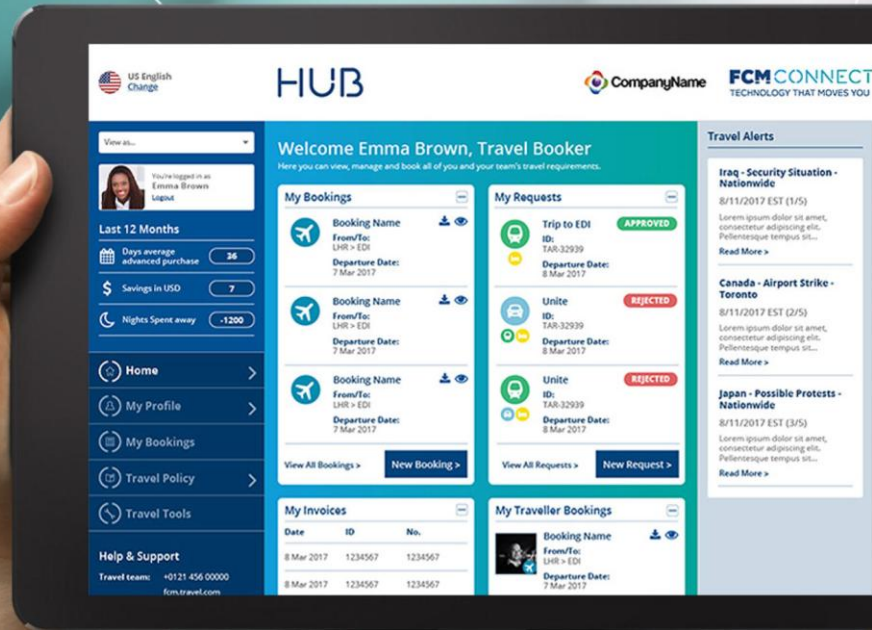 US English
Change
HUB
CompanyName
FCM CONNECT
TECHNOLOGY THAT MOVES YOU
View as...
You're logged in as
Emma Brown
Logout
Last 12 Months
Days average
advanced purchase
36
Savings in USD
7
Nights Spent away
-1200
Home
My Profile
My Bookings
Travel Policy
Travel Tools
Help & Support
Travel team: +0121 456 00000
fcm.travel.com
Welcome Emma Brown, Travel Booker
Here you can view, manage and book all of you and your team's travel requirements.
My Bookings
Booking Name
From/To:
LHR > EDI
Departure Date:
7 Mar 2017
Booking Name
From/To:
LHR > EDI
Departure Date:
7 Mar 2017
Booking Name
From/To:
LHR > EDI
Departure Date:
7 Mar 2017
View All Bookings >
New Booking >
My Requests
Trip to EDI
APPROVED
ID:
TAR-32939
Departure Date:
8 Mar 2017
Unite
REJECTED
ID:
TAR-32939
Departure Date:
8 Mar 2017
Unite
REJECTED
ID:
TAR-32939
Departure Date:
8 Mar 2017
View All Requests >
New Request >
My Invoices
Date ID No.
8 Mar 2017 1234567 1234567
8 Mar 2017 1234567 1234567
My Traveller Bookings
Booking Name
From/To:
LHR > EDI
Departure Date:
7 Mar 2017
Travel Alerts
Iraq - Security Situation -
Nationwide
8/11/2017 EST (1/5)
Lorem ipsum dolor sit amet,
consectetur adipiscing elit.
Pellentesque tempus sit...
Read More >
Canada - Airport Strike -
Toronto
8/11/2017 EST (2/5)
Lorem ipsum dolor sit amet,
consectetur adipiscing elit.
Pellentesque tempus sit...
Read More >
Japan - Possible Protests -
Nationwide
8/11/2017 EST (3/5)
Lorem ipsum dolor sit amet,
consectetur adipiscing elit.
Pellentesque tempus sit...
Read More >